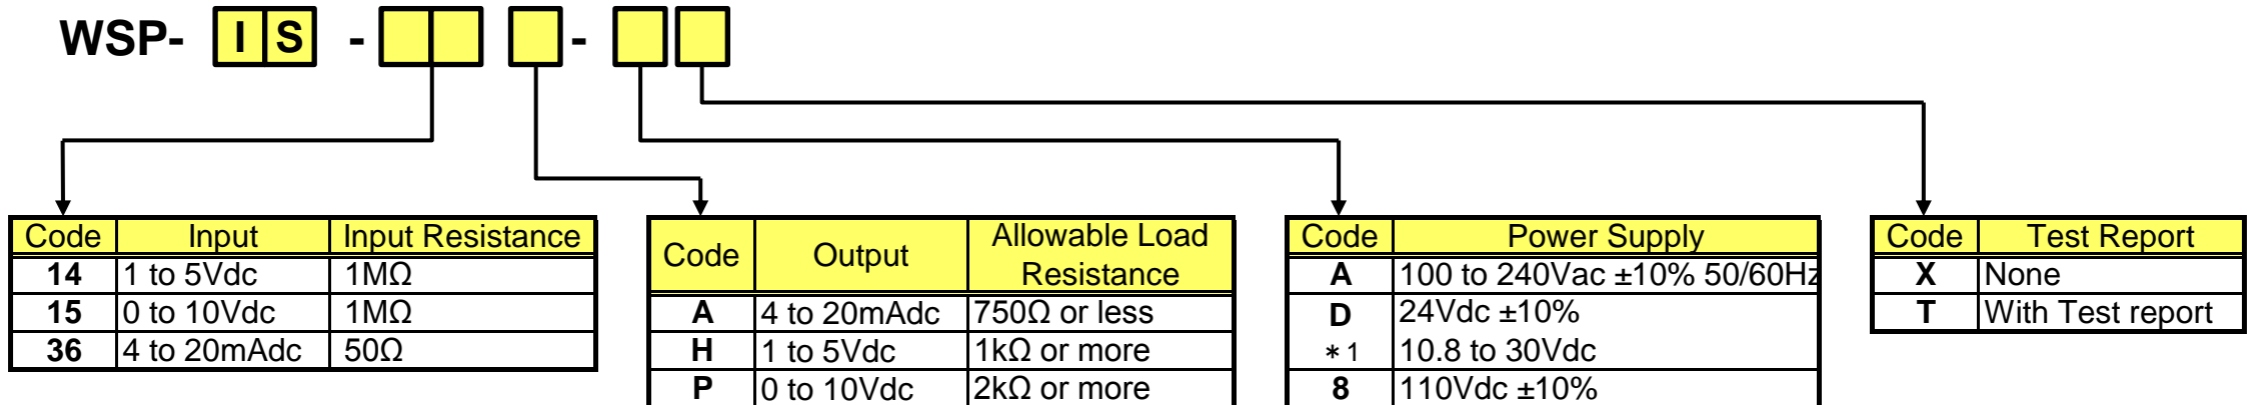 WSP- I S - -
Code Input Input Resistance
14 1 to 5Vdc 1MΩ
15 0 to 10Vdc 1MΩ
36 4 to 20mAdc 50Ω
Code Output Allowable Load
Resistance
A 4 to 20mAdc 750Ω or less
H 1 to 5Vdc 1kΩ or more
P 0 to 10Vdc 2kΩ or more
Code Power Supply
A 100 to 240Vac ±10% 50/60Hz
D 24Vdc ±10%
*1 10.8 to 30Vdc
8 110Vdc ±10%
Code Test Report
X None
T With Test report